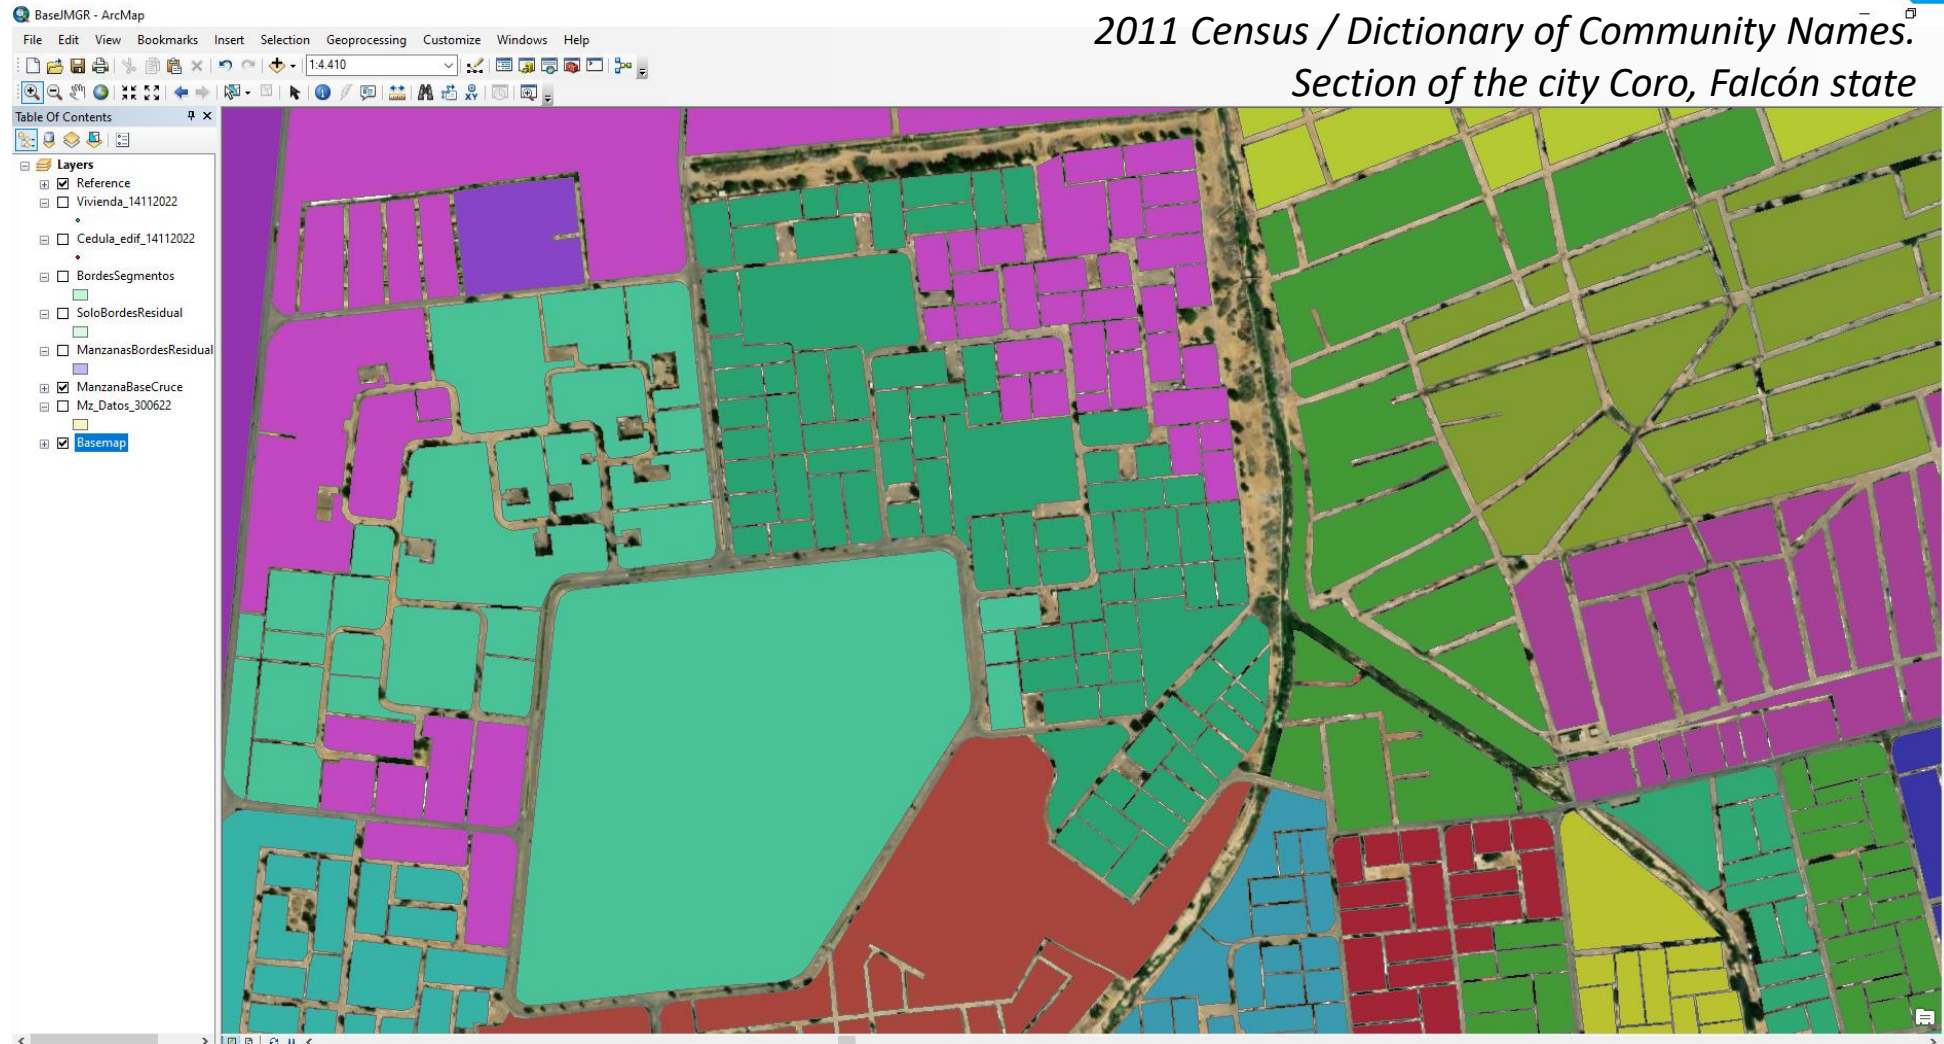 BaseJMGR - ArcMap
2011 Census / Dictionary of Community Names.
Section of the city Coro, Falcón state
File Edit View Bookmarks Insert Selection Geoprocessing Customize Windows Help
1:4.410
Table Of Contents
Layers
Reference
Vivienda_14112022
Cedula_edif_14112022
BordesSegmentos
SoloBordesResidual
ManzanasBordesResidual
ManzanaBaseCruce
Mz_Datos_300622
Basemap